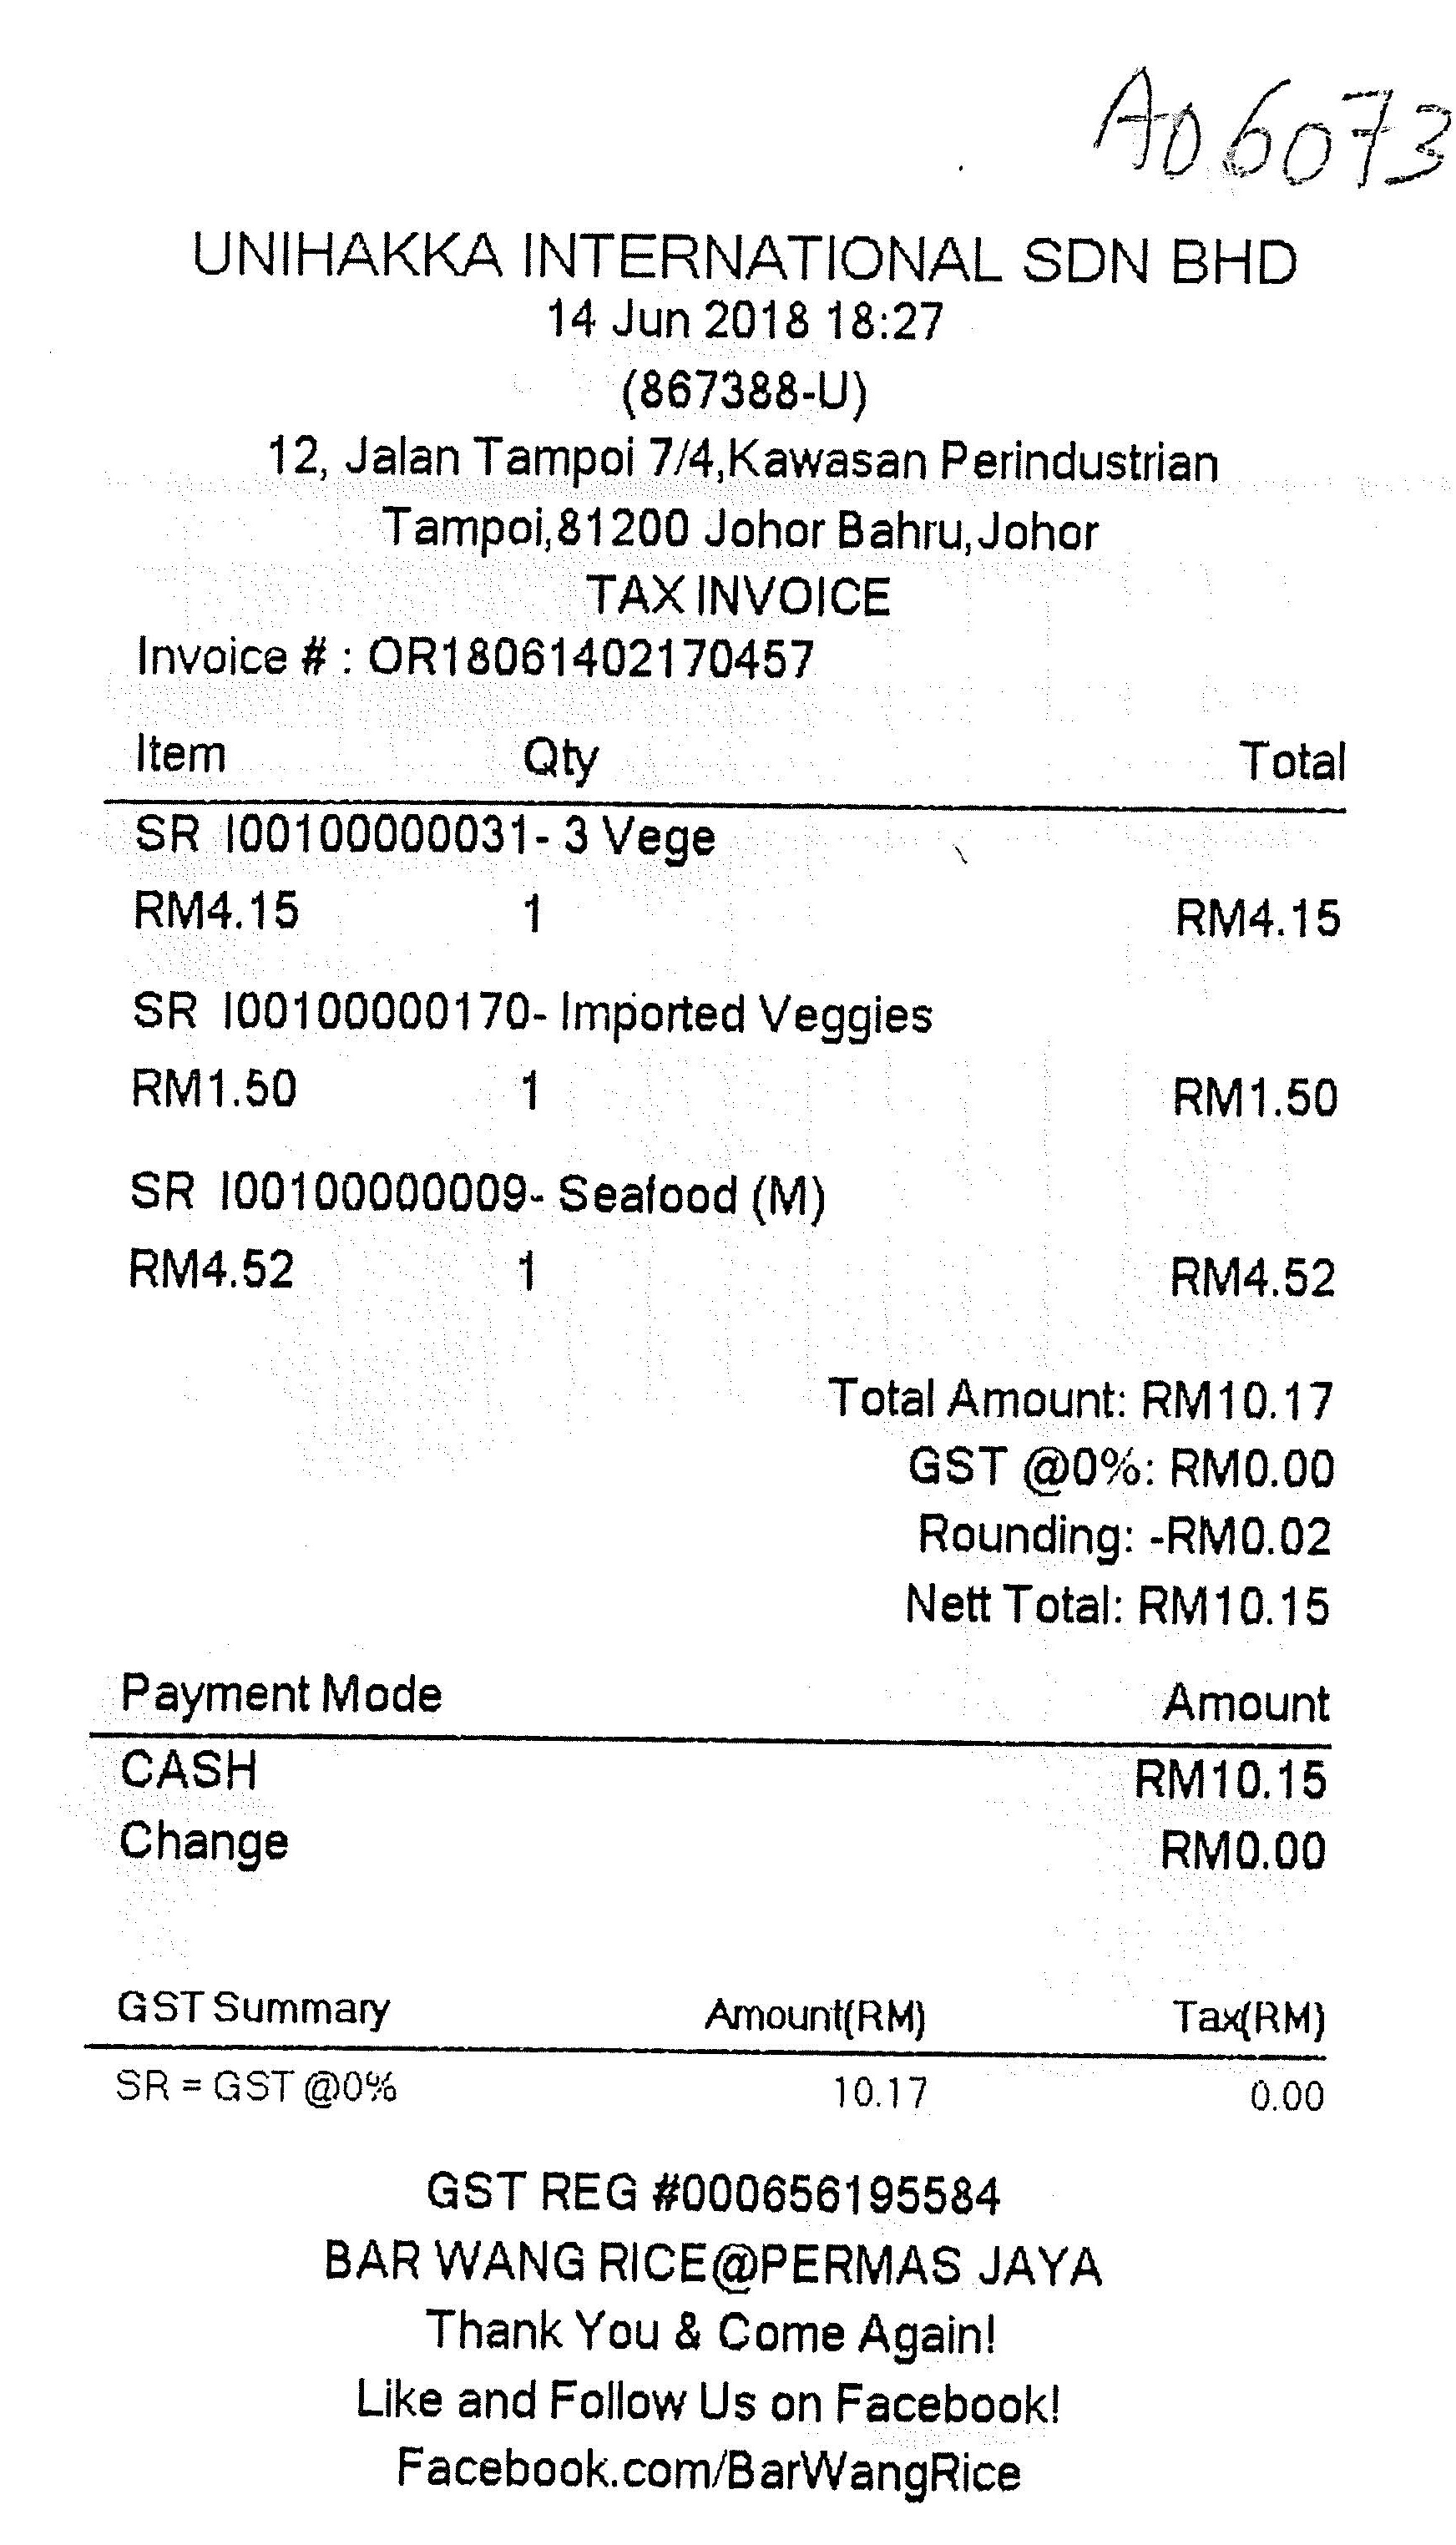 A06073
UNIHAKKA INTERNATIONAL SDN BHD
14 Jun 2018 18:27
(867388-U)
12, Jalan Tampoi 7/4,Kawasan Perindustrian
Tampoi,81200 Johor Bahru,Johor
TAX INVOICE
Invoice # : OR18061402170457
Item Qty Total
SR I00100000031- 3 Vege
RM4.15 1 RM4.15
SR I00100000170- Imported Veggies
RM1.50 1 RM1.50
SR I00100000009- Seafood (M)
RM4.52 1 RM4.52
Total Amount: RM10.17
GST @0%: RM0.00
Rounding: -RM0.02
Nett Total: RM10.15
Payment Mode Amount
CASH RM10.15
Change RM0.00
GST Summary Amount(RM) Tax(RM)
SR = GST @0% 10.17 0.00
GST REG #000656195584
BAR WANG RICE@PERMAS JAYA
Thank You & Come Again!
Like and Follow Us on Facebook!
Facebook.com/BarWangRice